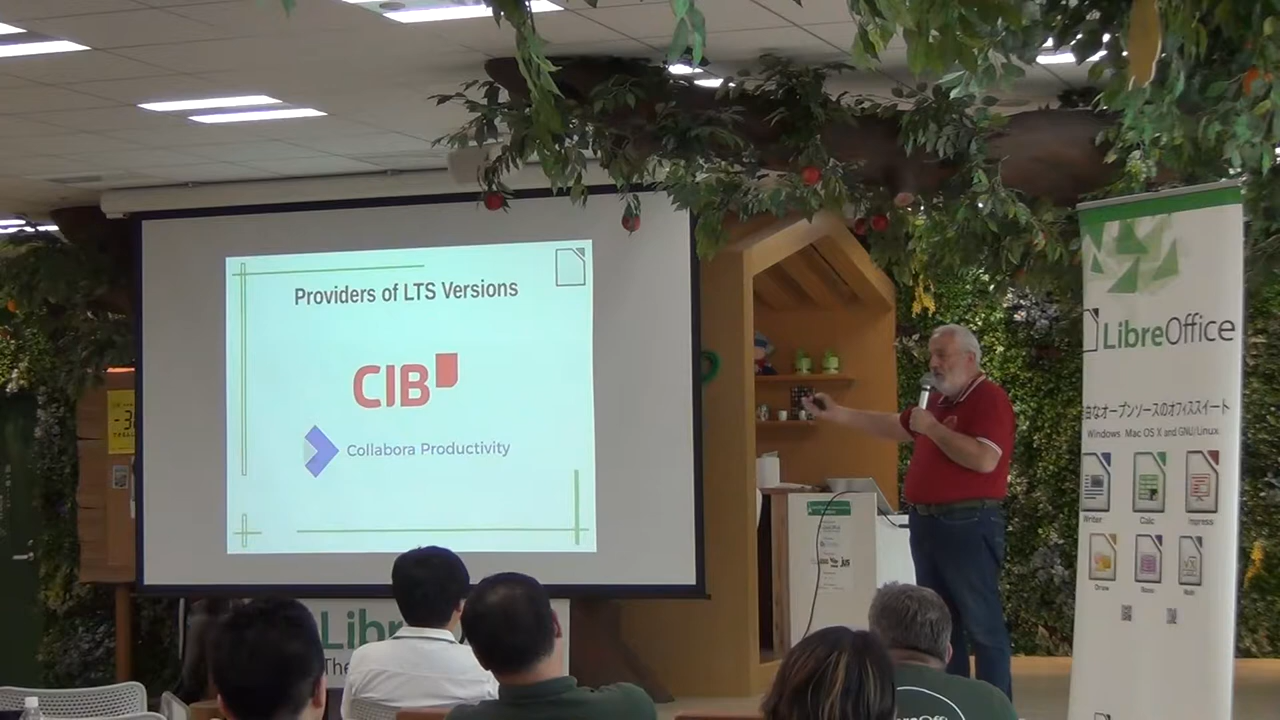 Providers of LTS Versions
CIB
Collabora Productivity
LibreOffice
由なオープンソースのオフィススイート
Windows Mac OS X and GNU/Linux
Writer
Calc
Impress
Draw
Base
Math
Libr
The